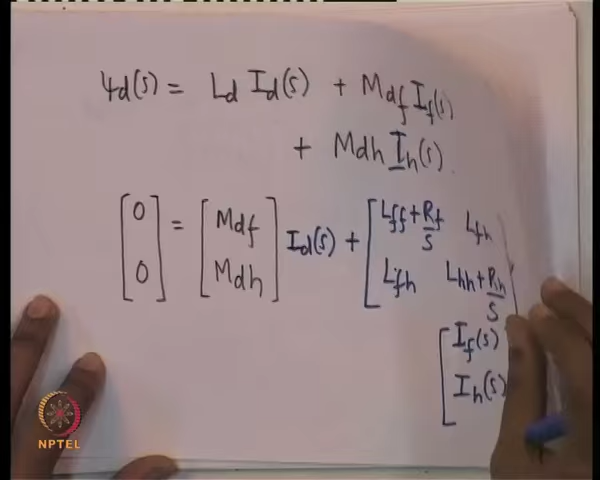 Ψd(s) = Ld Id(s) + Mdf If(s)
+ Mdh Ih(s)
[0 0] = [Mdf Mdh] Id(s) + [Lff + Rf/s Lfh Lfh Lhh + Rh/s]
[If(s) Ih(s)
NPTEL